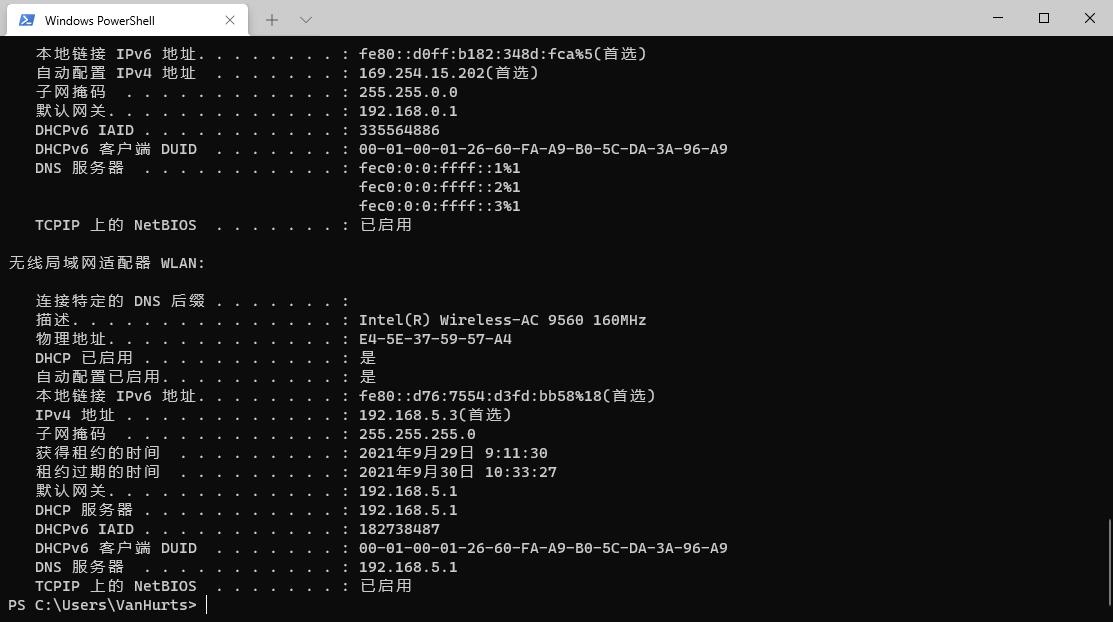 Windows PowerShell
本地链接 IPv6 地址. . . . . . . . : fe80::d0ff:b182:348d:fca%5(首选)
自动配置 IPv4 地址  . . . . . . . : 169.254.15.202(首选)
子网掩码  . . . . . . . . . . . . : 255.255.0.0
默认网关. . . . . . . . . . . . . : 192.168.0.1
DHCPv6 IAID . . . . . . . . . . . : 335564886
DHCPv6 客户端 DUID  . . . . . . . : 00-01-00-01-26-60-FA-A9-B0-5C-DA-3A-96-A9
DNS 服务器  . . . . . . . . . . . : fec0:0:0:ffff::1%1
fec0:0:0:ffff::2%1
fec0:0:0:ffff::3%1
TCPIP 上的 NetBIOS  . . . . . . . : 已启用
无线局域网适配器 WLAN:
连接特定的 DNS 后缀 . . . . . . . :
描述. . . . . . . . . . . . . . . : Intel(R) Wireless-AC 9560 160MHz
物理地址. . . . . . . . . . . . . : E4-5E-37-59-57-A4
DHCP 已启用 . . . . . . . . . . . : 是
自动配置已启用. . . . . . . . . . : 是
本地链接 IPv6 地址. . . . . . . . : fe80::d76:7554:d3fd:bb58%18(首选)
IPv4 地址 . . . . . . . . . . . . : 192.168.5.3(首选)
子网掩码  . . . . . . . . . . . . : 255.255.255.0
获得租约的时间  . . . . . . . . . : 2021年9月29日 9:11:30
租约过期的时间  . . . . . . . . . : 2021年9月30日 10:33:27
默认网关. . . . . . . . . . . . . : 192.168.5.1
DHCP 服务器 . . . . . . . . . . . : 192.168.5.1
DHCPv6 IAID . . . . . . . . . . . : 182738487
DHCPv6 客户端 DUID  . . . . . . . : 00-01-00-01-26-60-FA-A9-B0-5C-DA-3A-96-A9
DNS 服务器  . . . . . . . . . . . : 192.168.5.1
TCPIP 上的 NetBIOS  . . . . . . . : 已启用
PS C:\Users\VanHurts>